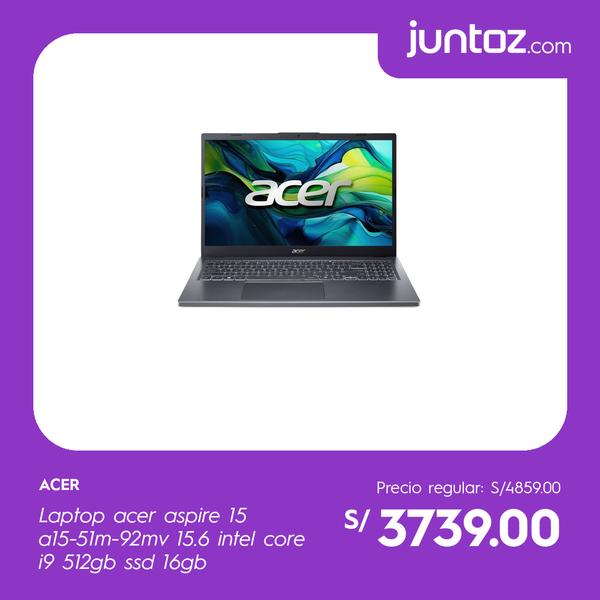 juntoz.com
acer
acer
ACER
Laptop acer aspire 15
a15-51m-92mv 15.6 intel core
i9 512gb ssd 16gb
Precio regular: S/4859.00
S/ 3739.00